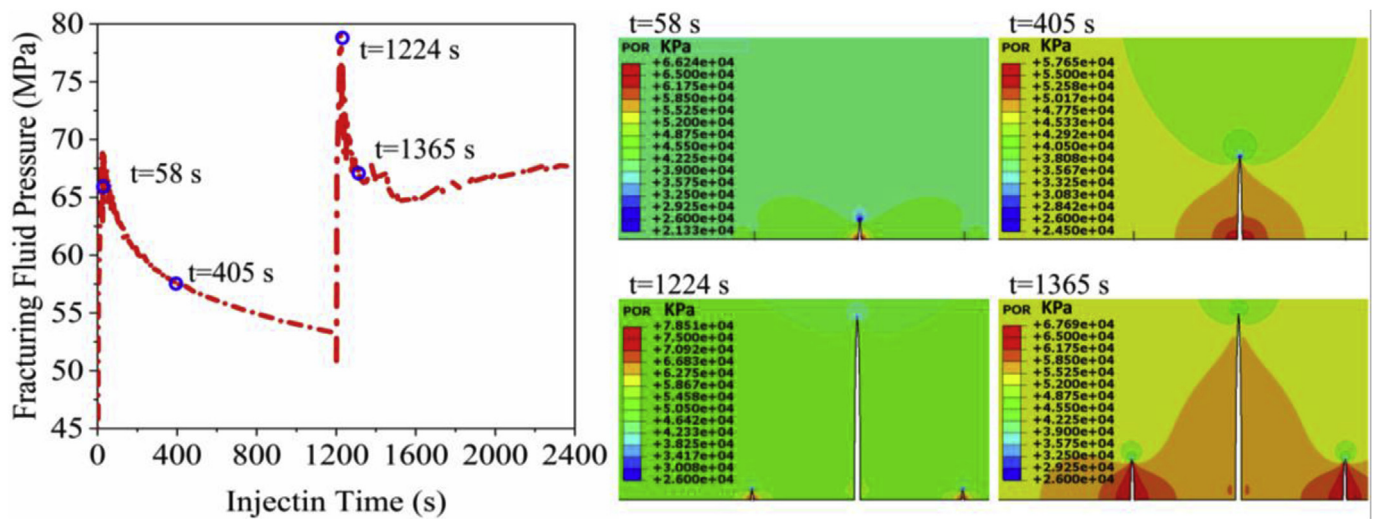 80
75
70
65
60
55
50
45
Fracturing Fluid Pressure (MPa)
t=1224 s
t=1365 s
t=58 s
t=405 s
0
400
800
1200
1600
2000
2400
Injectin Time (s)
t=58 s
POR KPa
+6.624e+04
+6.500e+04
+6.175e+04
+5.850e+04
+5.525e+04
+5.200e+04
+4.875e+04
+4.550e+04
+4.225e+04
+3.900e+04
+3.575e+04
+3.250e+04
+2.925e+04
+2.600e+04
+2.133e+04
t=405 s
POR KPa
+5.765e+04
+5.500e+04
+5.258e+04
+5.017e+04
+4.775e+04
+4.533e+04
+4.292e+04
+4.050e+04
+3.808e+04
+3.567e+04
+3.325e+04
+3.083e+04
+2.842e+04
+2.600e+04
+2.450e+04
t=1224 s
POR KPa
+7.851e+04
+7.500e+04
+7.092e+04
+6.683e+04
+6.275e+04
+5.867e+04
+5.458e+04
+5.050e+04
+4.642e+04
+4.233e+04
+3.825e+04
+3.417e+04
+3.008e+04
+2.600e+04
t=1365 s
POR KPa
+6.769e+04
+6.500e+04
+6.175e+04
+5.850e+04
+5.525e+04
+5.200e+04
+4.875e+04
+4.550e+04
+4.225e+04
+3.900e+04
+3.575e+04
+3.250e+04
+2.925e+04
+2.600e+04